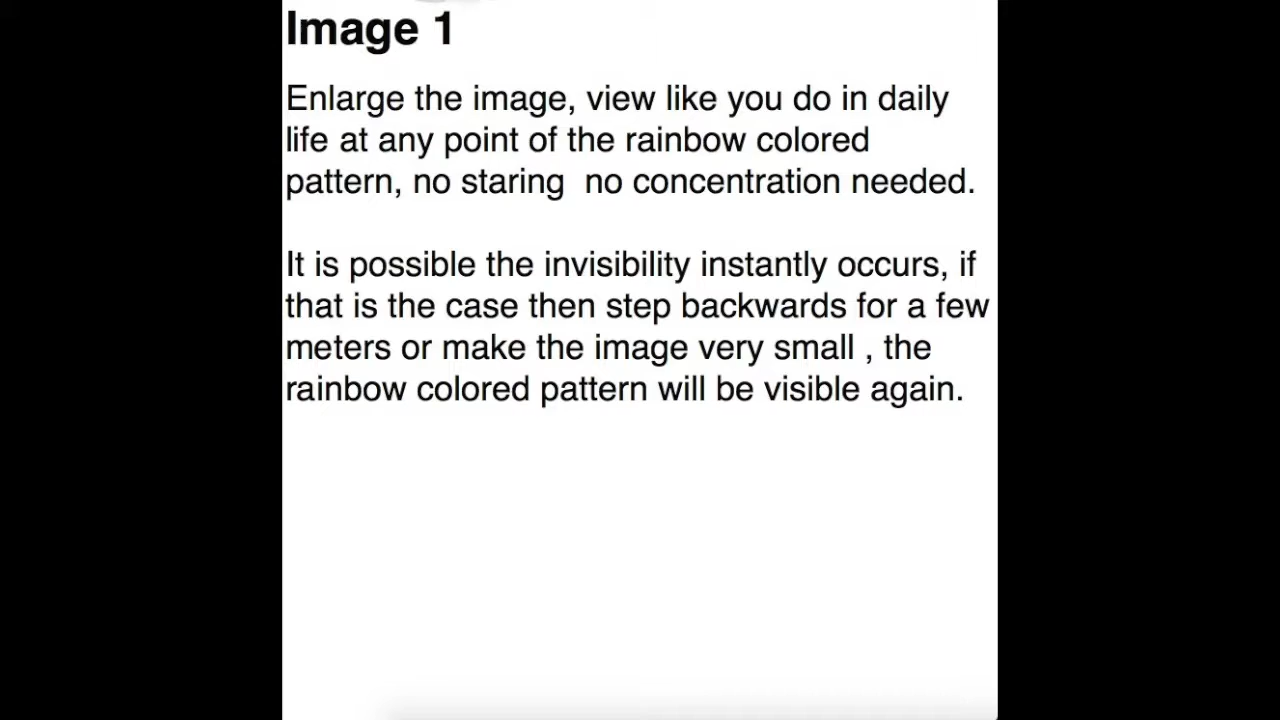 Image 1
Enlarge the image, view like you do in daily
life at any point of the rainbow colored
pattern, no staring  no concentration needed.
It is possible the invisibility instantly occurs, if
that is the case then step backwards for a few
meters or make the image very small , the
rainbow colored pattern will be visible again.